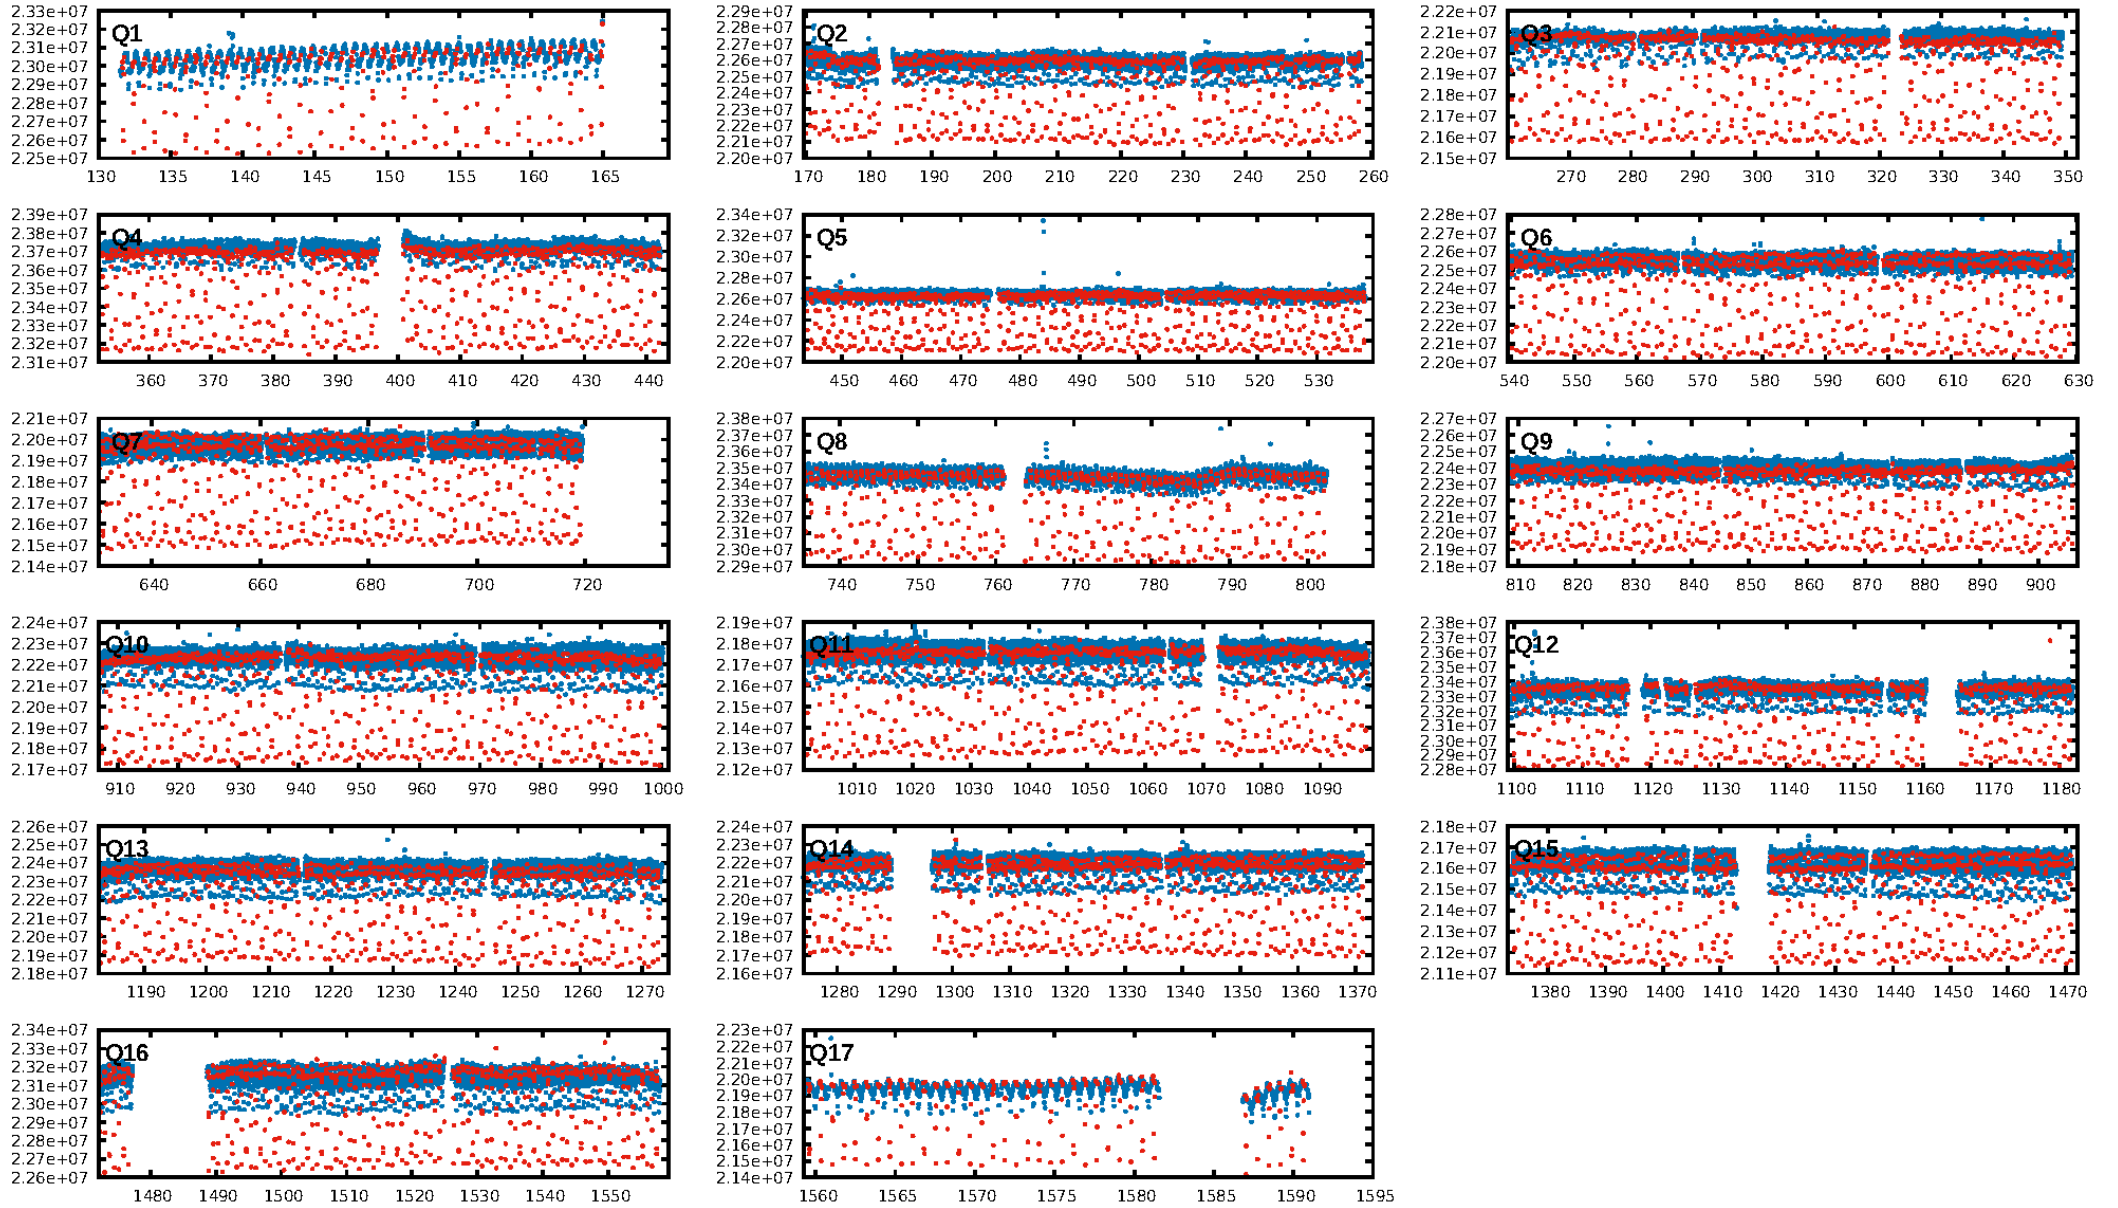 2.33e+07 2.32e+07 2.31e+07 2.30e+07 2.29e+07 2.28e+07 2.27e+07 2.26e+07 2.25e+07
Q1
130 135 140 145 150 155 160 165
2.29e+07 2.28e+07 2.27e+07 2.26e+07 2.25e+07 2.24e+07 2.23e+07 2.22e+07 2.21e+07 2.20e+07
Q2
170 180 190 200 210 220 230 240 250 260
2.22e+07 2.21e+07 2.20e+07 2.19e+07 2.18e+07 2.17e+07 2.16e+07 2.15e+07
Q3
270 280 290 300 310 320 330 340 350
2.39e+07 2.38e+07 2.37e+07 2.36e+07 2.35e+07 2.34e+07 2.33e+07 2.32e+07 2.31e+07
Q4
360 370 380 390 400 410 420 430 440
2.34e+07 2.32e+07 2.30e+07 2.28e+07 2.26e+07 2.24e+07 2.22e+07 2.20e+07
Q5
450 460 470 480 490 500 510 520 530
2.28e+07 2.27e+07 2.26e+07 2.25e+07 2.24e+07 2.23e+07 2.22e+07 2.21e+07 2.20e+07
Q6
540 550 560 570 580 590 600 610 620 630
2.21e+07 2.20e+07 2.19e+07 2.18e+07 2.17e+07 2.16e+07 2.15e+07 2.14e+07
Q7
640 660 680 700 720
2.38e+07 2.37e+07 2.36e+07 2.35e+07 2.34e+07 2.33e+07 2.32e+07 2.31e+07 2.30e+07 2.29e+07
Q8
740 750 760 770 780 790 800
2.27e+07 2.26e+07 2.25e+07 2.24e+07 2.23e+07 2.22e+07 2.21e+07 2.20e+07 2.19e+07 2.18e+07
Q9
810 820 830 840 850 860 870 880 890 900
2.24e+07 2.23e+07 2.22e+07 2.21e+07 2.20e+07 2.19e+07 2.18e+07 2.17e+07
Q10
910 920 930 940 950 960 970 980 990 1000
2.19e+07 2.18e+07 2.17e+07 2.16e+07 2.15e+07 2.14e+07 2.13e+07 2.12e+07
Q11
1010 1020 1030 1040 1050 1060 1070 1080 1090
2.38e+07 2.37e+07 2.36e+07 2.35e+07 2.34e+07 2.33e+07 2.32e+07 2.31e+07 2.30e+07 2.29e+07 2.28e+07
Q12
1100 1110 1120 1130 1140 1150 1160 1170 1180
2.26e+07 2.25e+07 2.24e+07 2.23e+07 2.22e+07 2.21e+07 2.20e+07 2.19e+07 2.18e+07
Q13
1190 1200 1210 1220 1230 1240 1250 1260 1270
2.24e+07 2.23e+07 2.22e+07 2.21e+07 2.20e+07 2.19e+07 2.18e+07 2.17e+07 2.16e+07
Q14
1280 1290 1300 1310 1320 1330 1340 1350 1360 1370
2.18e+07 2.17e+07 2.16e+07 2.15e+07 2.14e+07 2.13e+07 2.12e+07 2.11e+07
Q15
1380 1390 1400 1410 1420 1430 1440 1450 1460 1470
2.34e+07 2.33e+07 2.32e+07 2.31e+07 2.30e+07 2.29e+07 2.28e+07 2.27e+07 2.26e+07
Q16
1480 1490 1500 1510 1520 1530 1540 1550
2.23e+07 2.22e+07 2.21e+07 2.20e+07 2.19e+07 2.18e+07 2.17e+07 2.16e+07 2.15e+07 2.14e+07
Q17
1560 1565 1570 1575 1580 1585 1590 1595